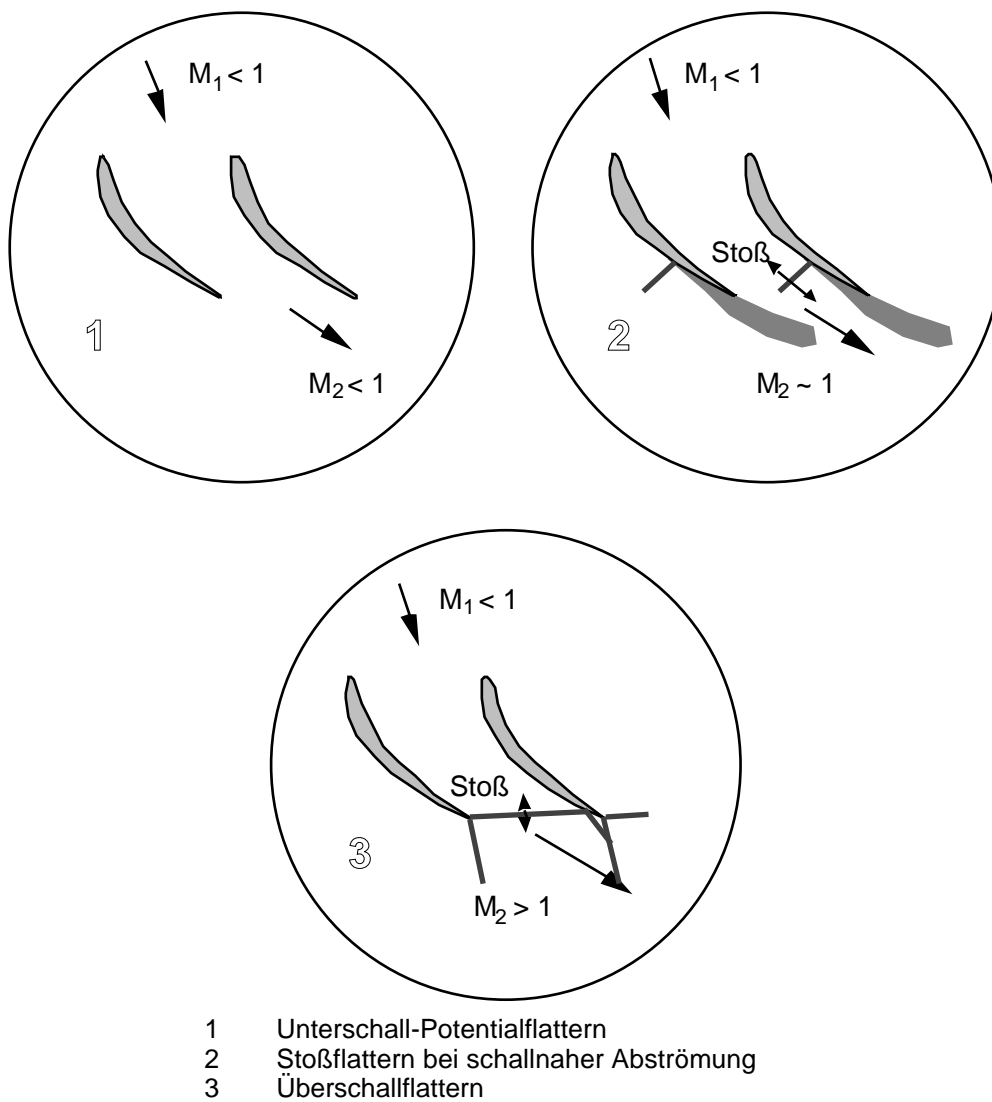 M1 < 1
1
M2 < 1
M1 < 1
Stoß
2
M2 ~ 1
M1 < 1
Stoß
3
M2 > 1
1 Unterschall-Potentialflattern
2 Stoßflattern bei schallnaher Abströmung
3 Überschallflattern